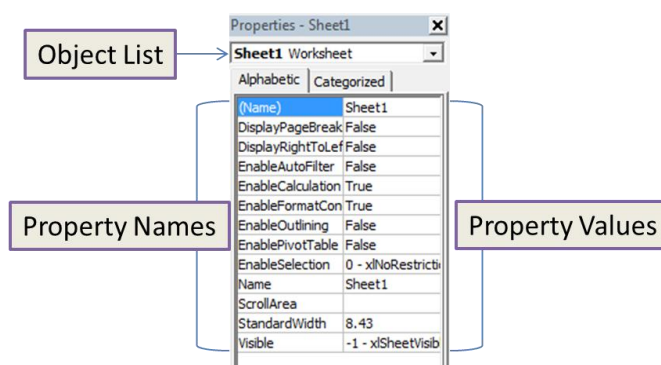 Properties - Sheet1
Object List
Sheet1 Worksheet
Alphabetic Categorized
(Name) Sheet1
DisplayPageBreak False
DisplayRightToLef False
EnableAutoFilter False
EnableCalculation True
EnableFormatCon True
EnableOutlining False
Property Names
Property Values
EnablePivotTable False
EnableSelection 0 - xlNoRestricti
Name Sheet1
ScrollArea
StandardWidth 8.43
Visible -1 - xlSheetVisib